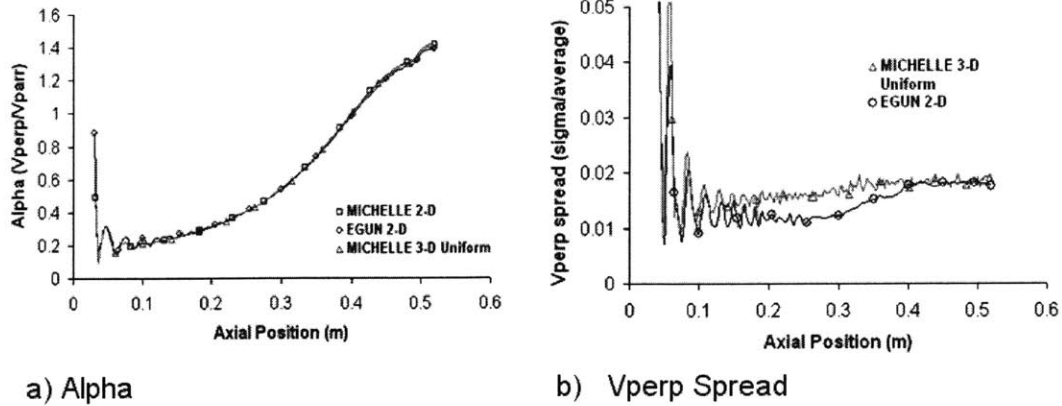 1.6
1.4
1.2
1
0.8
0.6
0.4
0.2
0
Alpha (Vperp/Vparr)
MICHELLE 2-D
EGUN 2-D
MICHELLE 3-D Uniform
0 0.1 0.2 0.3 0.4 0.5 0.6
Axial Position (m)
a) Alpha
0.05
0.04
0.03
0.02
0.01
0
Vperp spread (sigma/average)
MICHELLE 3-D
Uniform
EGUN 2-D
0 0.1 0.2 0.3 0.4 0.5 0.6
Axial Position (m)
b) Vperp Spread